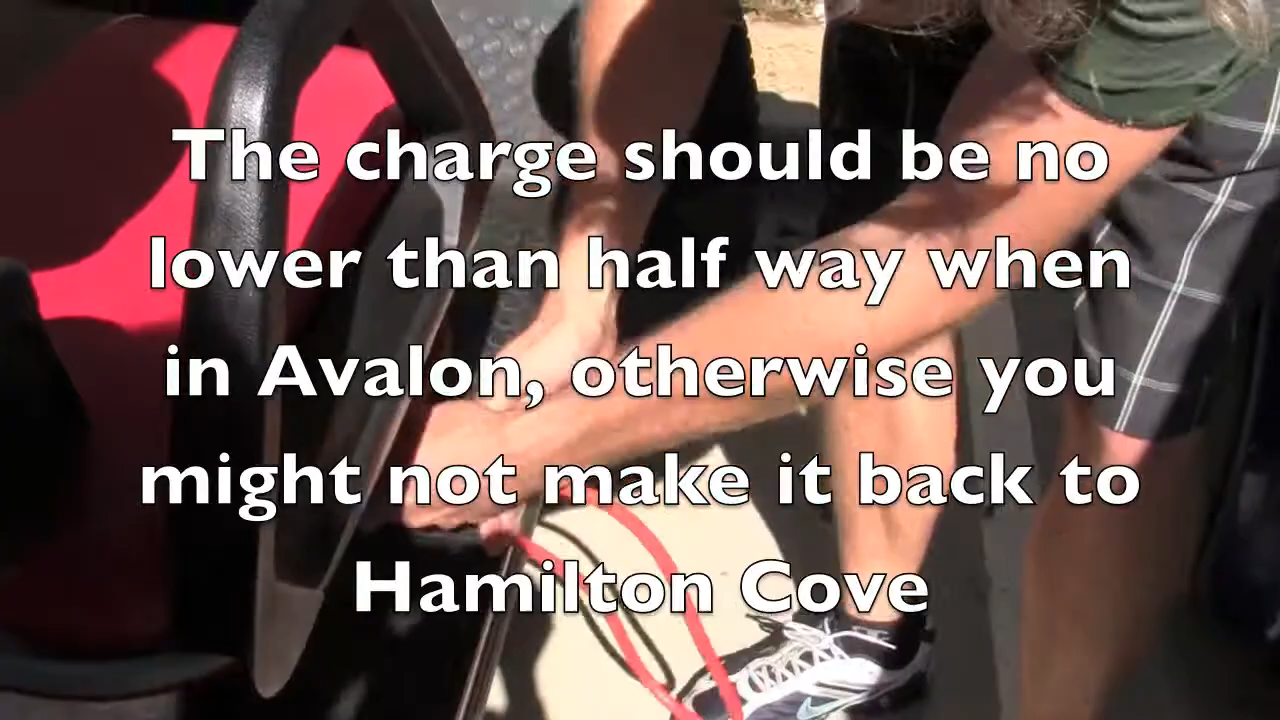 The charge should be no
lower than half way when
in Avalon, otherwise you
might not make it back to
Hamilton Cove